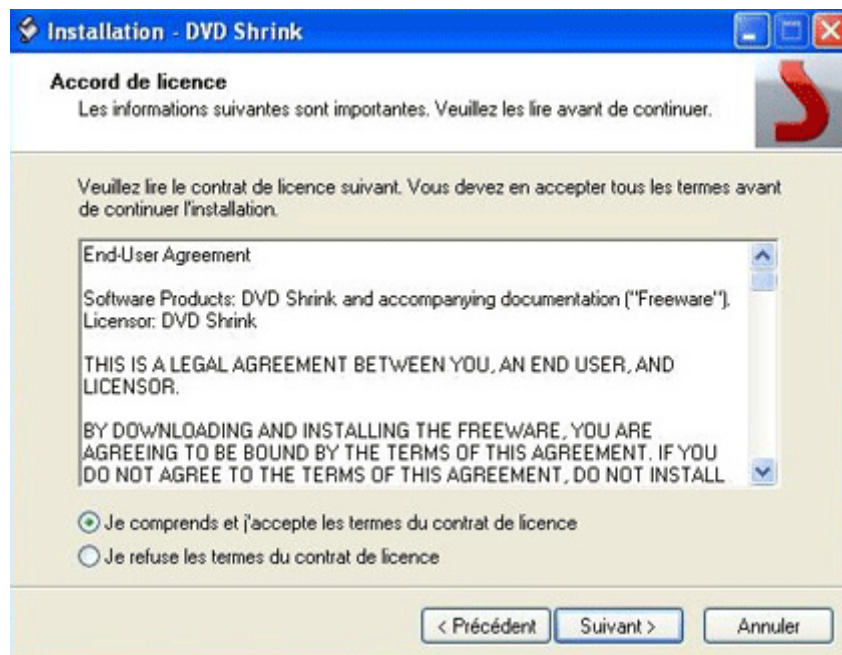 Installation - DVD Shrink
Accord de licence
Les informations suivantes sont importantes. Veuillez les lire avant de continuer.
Veuillez lire le contrat de licence suivant. Vous devez en accepter tous les termes avant
de continuer l'installation.
End-User Agreement
Software Products: DVD Shrink and accompanying documentation ("Freeware").
Licensor: DVD Shrink
THIS IS A LEGAL AGREEMENT BETWEEN YOU, AN END USER, AND
LICENSOR.
BY DOWNLOADING AND INSTALLING THE FREEWARE, YOU ARE
AGREEING TO BE BOUND BY THE TERMS OF THIS AGREEMENT. IF YOU
DO NOT AGREE TO THE TERMS OF THIS AGREEMENT, DO NOT INSTALL
Je comprends et j'accepte les termes du contrat de licence
Je refuse les termes du contrat de licence
< Précédent Suivant > Annuler